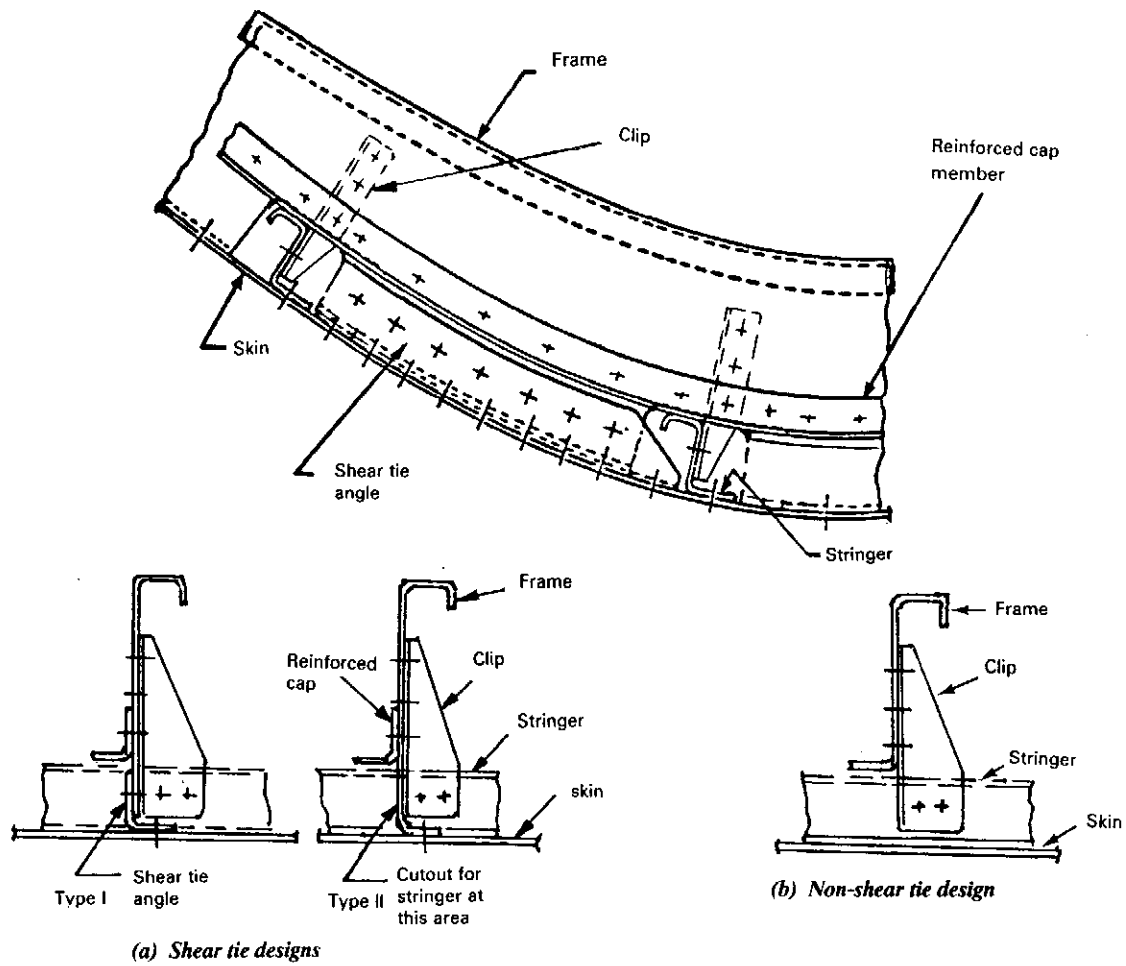 Frame
Clip
Reinforced cap
member
Skin
Shear tie
angle
Stringer
Frame
Reinforced
cap
Clip
Stringer
skin
Type I
Shear tie
angle
Type II
Cutout for
stringer at
this area
(a) Shear tie designs
Frame
Clip
Stringer
Skin
(b) Non-shear tie design